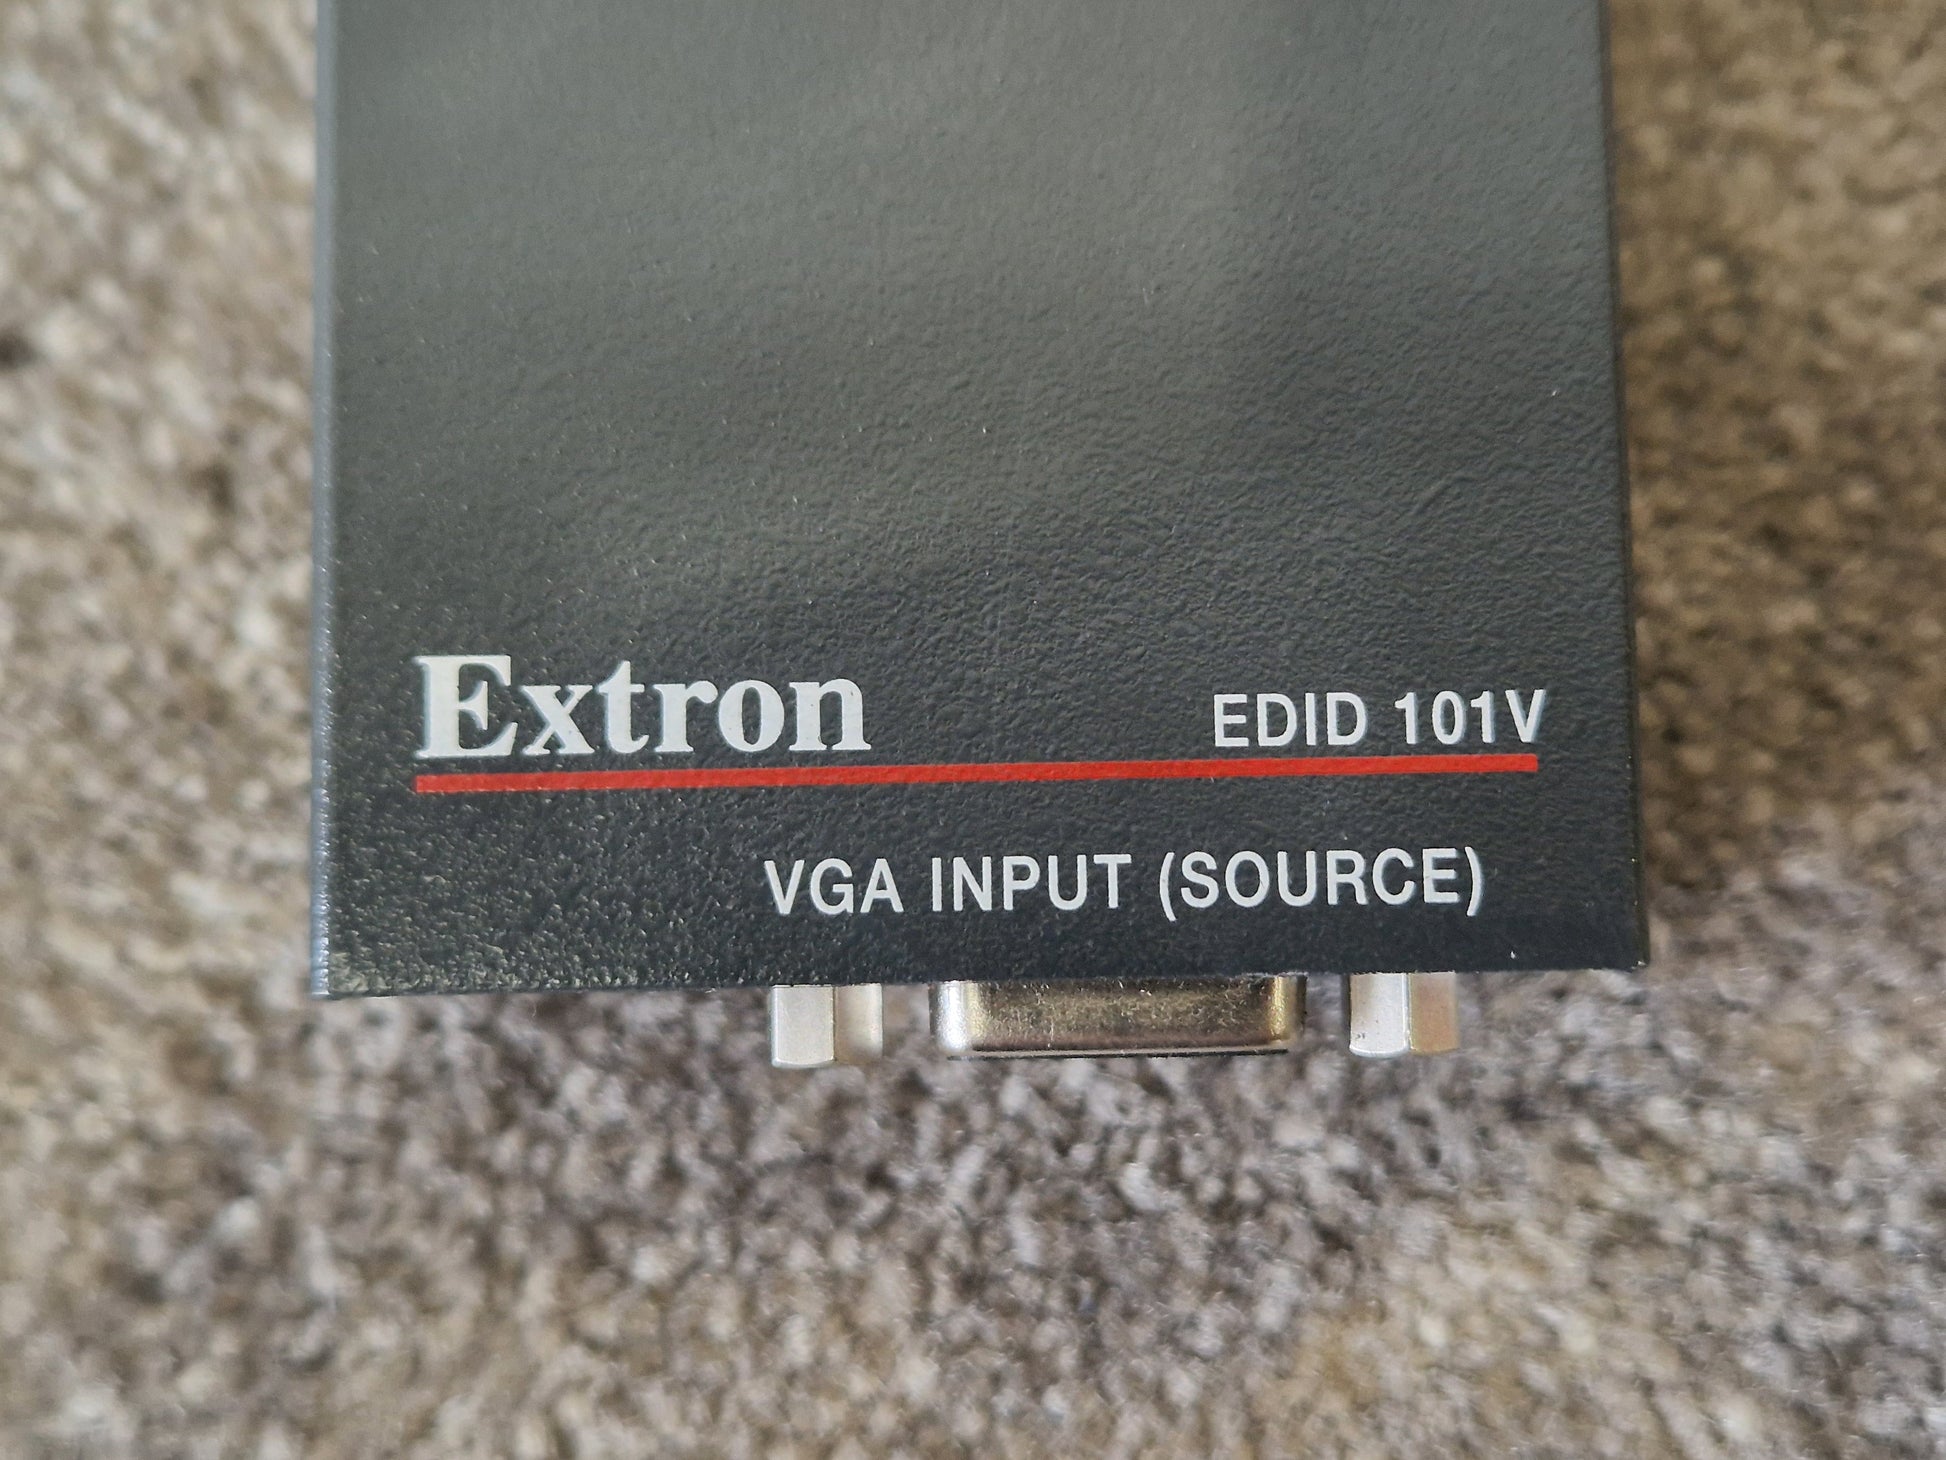 Extron EDID 101V
VGA INPUT (SOURCE)